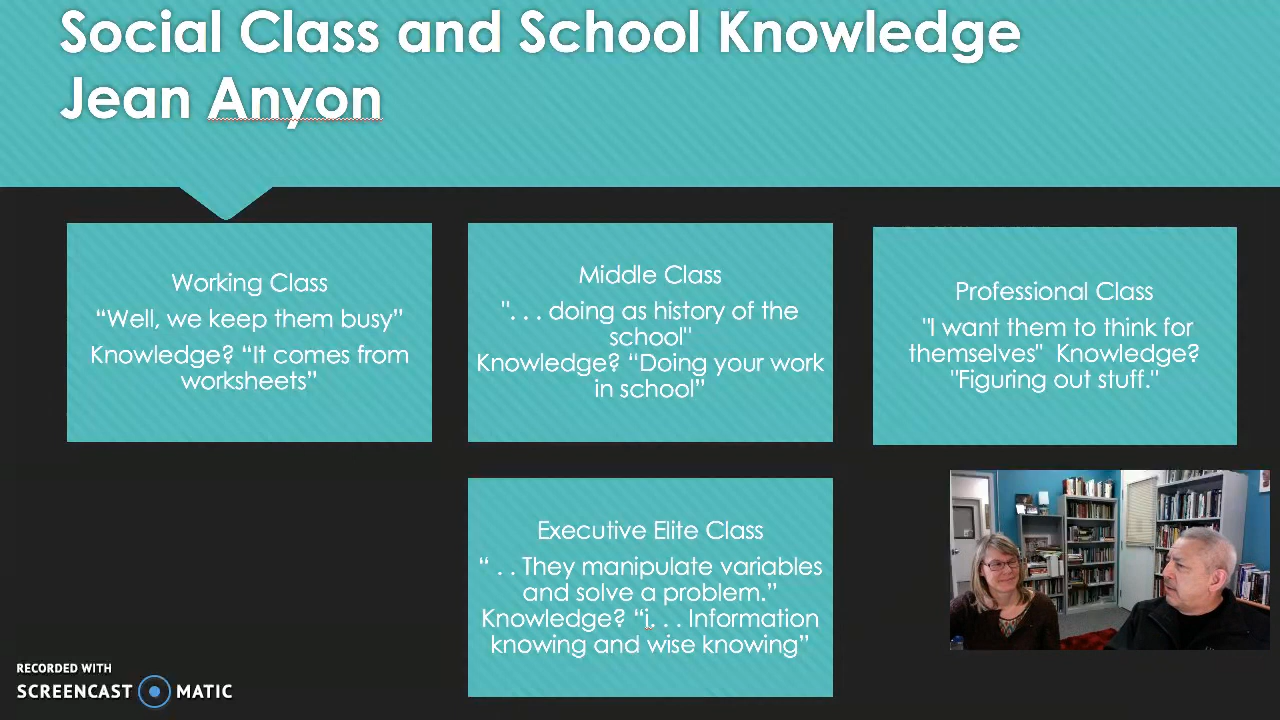 Social Class and School Knowledge
Jean Anyon
Working Class
“Well, we keep them busy”
Knowledge? “It comes from
worksheets”
Middle Class
". . . doing as history of the
school"
Knowledge? “Doing your work
in school”
Professional Class
"I want them to think for
themselves"  Knowledge?
"Figuring out stuff."
Executive Elite Class
“ . . They manipulate variables
and solve a problem.”
Knowledge? “i. . . Information
knowing and wise knowing”
RECORDED WITH
SCREENCAST MATIC